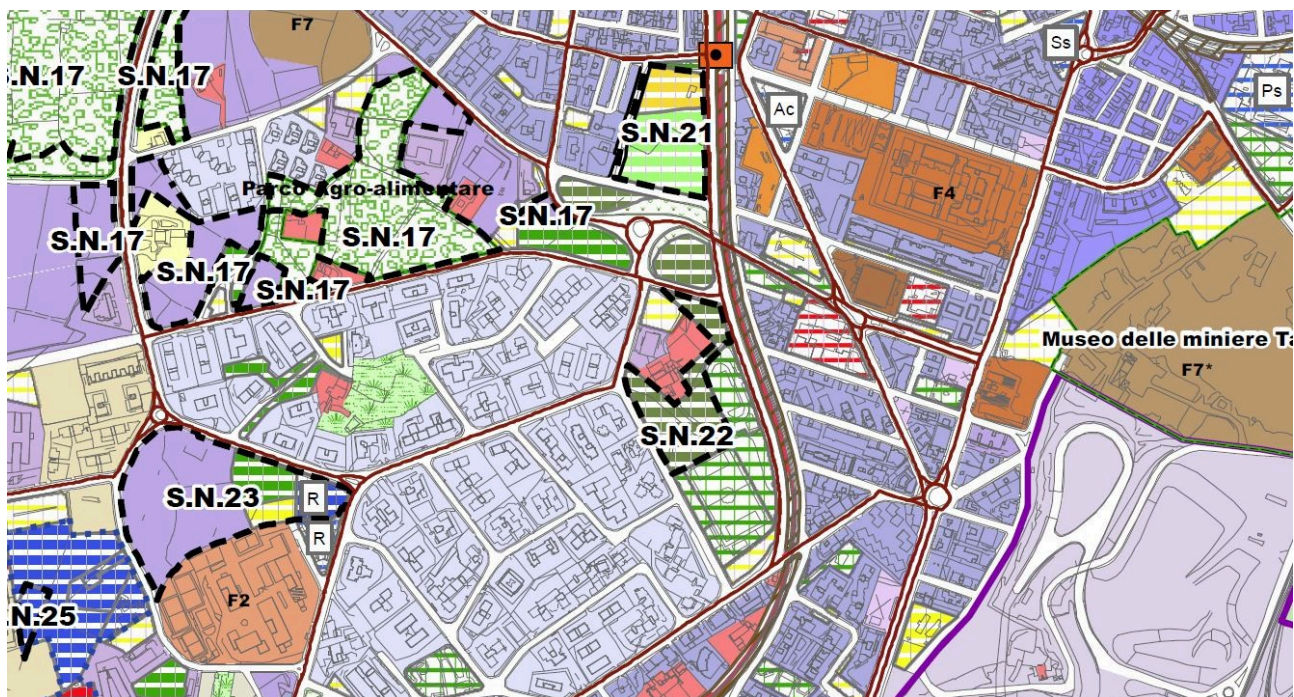 F7
Ss
S.N.17
S.N.17
Ps
Ac
S.N.21
Parco Agro-alimentare
F4
S.N.17
S.N.17
S.N.17
S.N.17
S.N.17
Museo delle miniere Ta
F7*
S.N.22
S.N.23
R
R
F2
.N.25